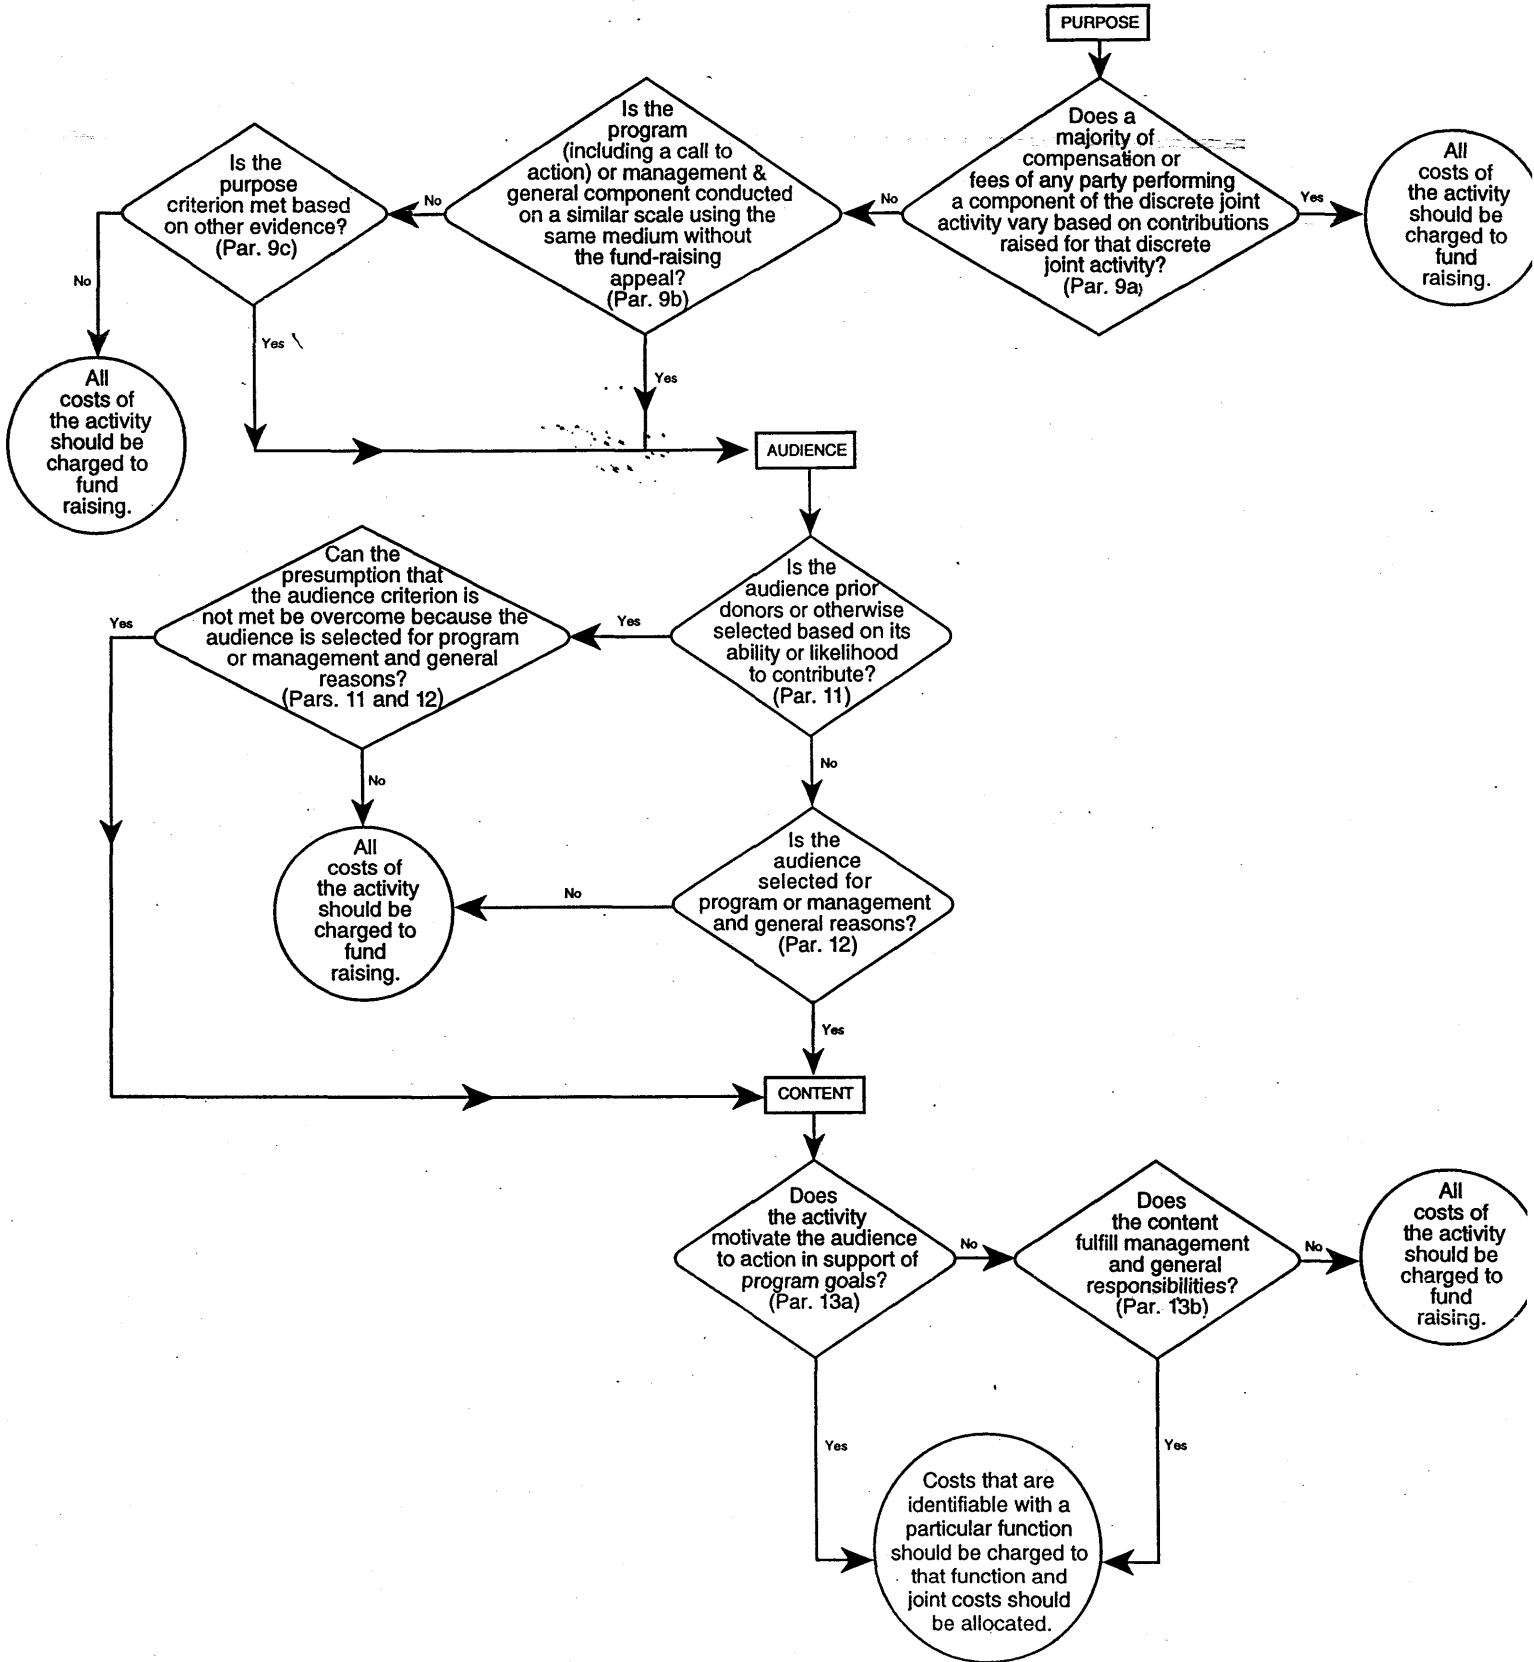 PURPOSE
Does a
majority of
compensation or
fees of any party performing
a component of the discrete joint
activity vary based on contributions
raised for that discrete
joint activity?
(Par. 9a)
Yes
All
costs of
the activity
should be
charged to
fund
raising.
No
Is the
program
(including a call to
action) or management &
general component conducted
on a similar scale using the
same medium without
the fund-raising
appeal?
(Par. 9b)
No
Is the
purpose
criterion met based
on other evidence?
(Par. 9c)
No
All
costs of
the activity
should be
charged to
fund
raising.
Yes
Yes
AUDIENCE
Is the
audience prior
donors or otherwise
selected based on its
ability or likelihood
to contribute?
(Par. 11)
Yes
Can the
presumption that
the audience criterion is
not met be overcome because the
audience is selected for program
or management and general
reasons?
(Pars. 11 and 12)
Yes
No
All
costs of
the activity
should be
charged to
fund
raising.
No
Is the
audience
selected for
program or management
and general reasons?
(Par. 12)
No
Yes
CONTENT
Does
the activity
motivate the audience
to action in support of
program goals?
(Par. 13a)
No
Does
the content
fulfill management
and general
responsibilities?
(Par. 13b)
No
All
costs of
the activity
should be
charged to
fund
raising.
Yes
Yes
Costs that are
identifiable with a
particular function
should be charged to
that function and
joint costs should
be allocated.